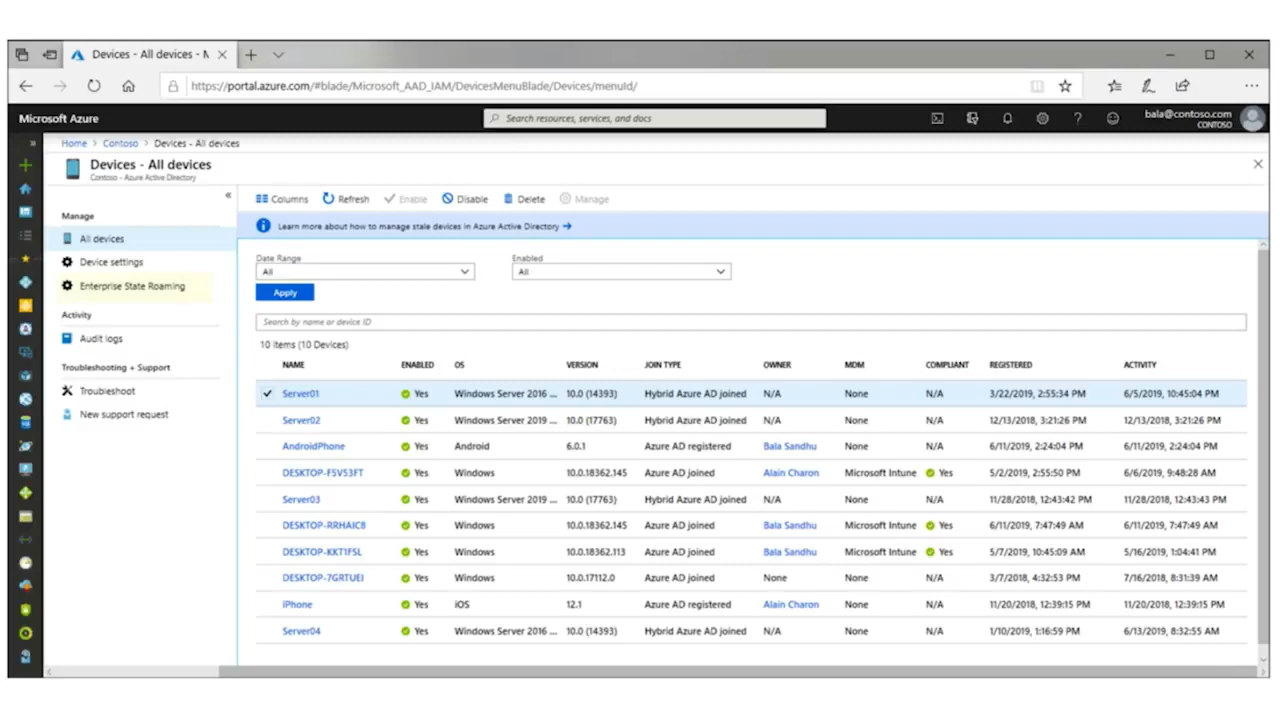 Devices - All devices - M
https://portal.azure.com/#blade/Microsoft_AAD_IAM/DevicesMenuBlade/Devices/menuId/
Microsoft Azure
Search resources, services, and docs
bala@contoso.com
CONTOSO
Home > Contoso > Devices - All devices
Devices - All devices
Contoso - Azure Active Directory
Manage
All devices
Device settings
Enterprise State Roaming
Activity
Audit logs
Troubleshooting + Support
Troubleshoot
New support request
Columns Refresh Enable Disable Delete Manage
Learn more about how to manage stale devices in Azure Active Directory →
Date Range Enabled
All All
Apply
Search by name or device ID
10 Items (10 Devices)
NAME ENABLED OS VERSION JOIN TYPE OWNER MDM COMPLIANT REGISTERED ACTIVITY
Server01 Yes Windows Server 2016 ... 10.0 (14393) Hybrid Azure AD joined N/A None N/A 3/22/2019, 2:55:34 PM 6/5/2019, 10:45:04 PM
Server02 Yes Windows Server 2019 ... 10.0 (17763) Hybrid Azure AD joined N/A None N/A 12/13/2018, 3:21:26 PM 12/13/2018, 3:21:26 PM
AndroidPhone Yes Android 6.0.1 Azure AD registered Bala Sandhu None N/A 6/11/2019, 2:24:04 PM 6/11/2019, 2:24:04 PM
DESKTOP-F5V53FT Yes Windows 10.0.18362.145 Azure AD joined Alain Charon Microsoft Intune Yes 5/2/2019, 2:55:50 PM 6/6/2019, 9:48:28 AM
Server03 Yes Windows Server 2019 ... 10.0 (17763) Hybrid Azure AD joined N/A None N/A 11/28/2018, 12:43:42 PM 11/28/2018, 12:43:43 PM
DESKTOP-RRHAIC8 Yes Windows 10.0.18362.145 Azure AD joined Bala Sandhu Microsoft Intune Yes 6/11/2019, 7:47:49 AM 6/11/2019, 7:47:49 AM
DESKTOP-KKT1FSL Yes Windows 10.0.18362.113 Azure AD joined Bala Sandhu Microsoft Intune Yes 5/7/2019, 10:45:09 AM 5/16/2019, 1:04:41 PM
DESKTOP-7GRTUEI Yes Windows 10.0.17112.0 Azure AD joined None None N/A 3/7/2018, 4:32:53 PM 7/16/2018, 8:31:39 AM
iPhone Yes iOS 12.1 Azure AD registered Alain Charon None N/A 11/20/2018, 12:39:15 PM 11/20/2018, 12:39:15 PM
Server04 Yes Windows Server 2016 ... 10.0 (14393) Hybrid Azure AD joined N/A None N/A 1/10/2019, 1:16:59 PM 6/13/2019, 8:32:55 AM